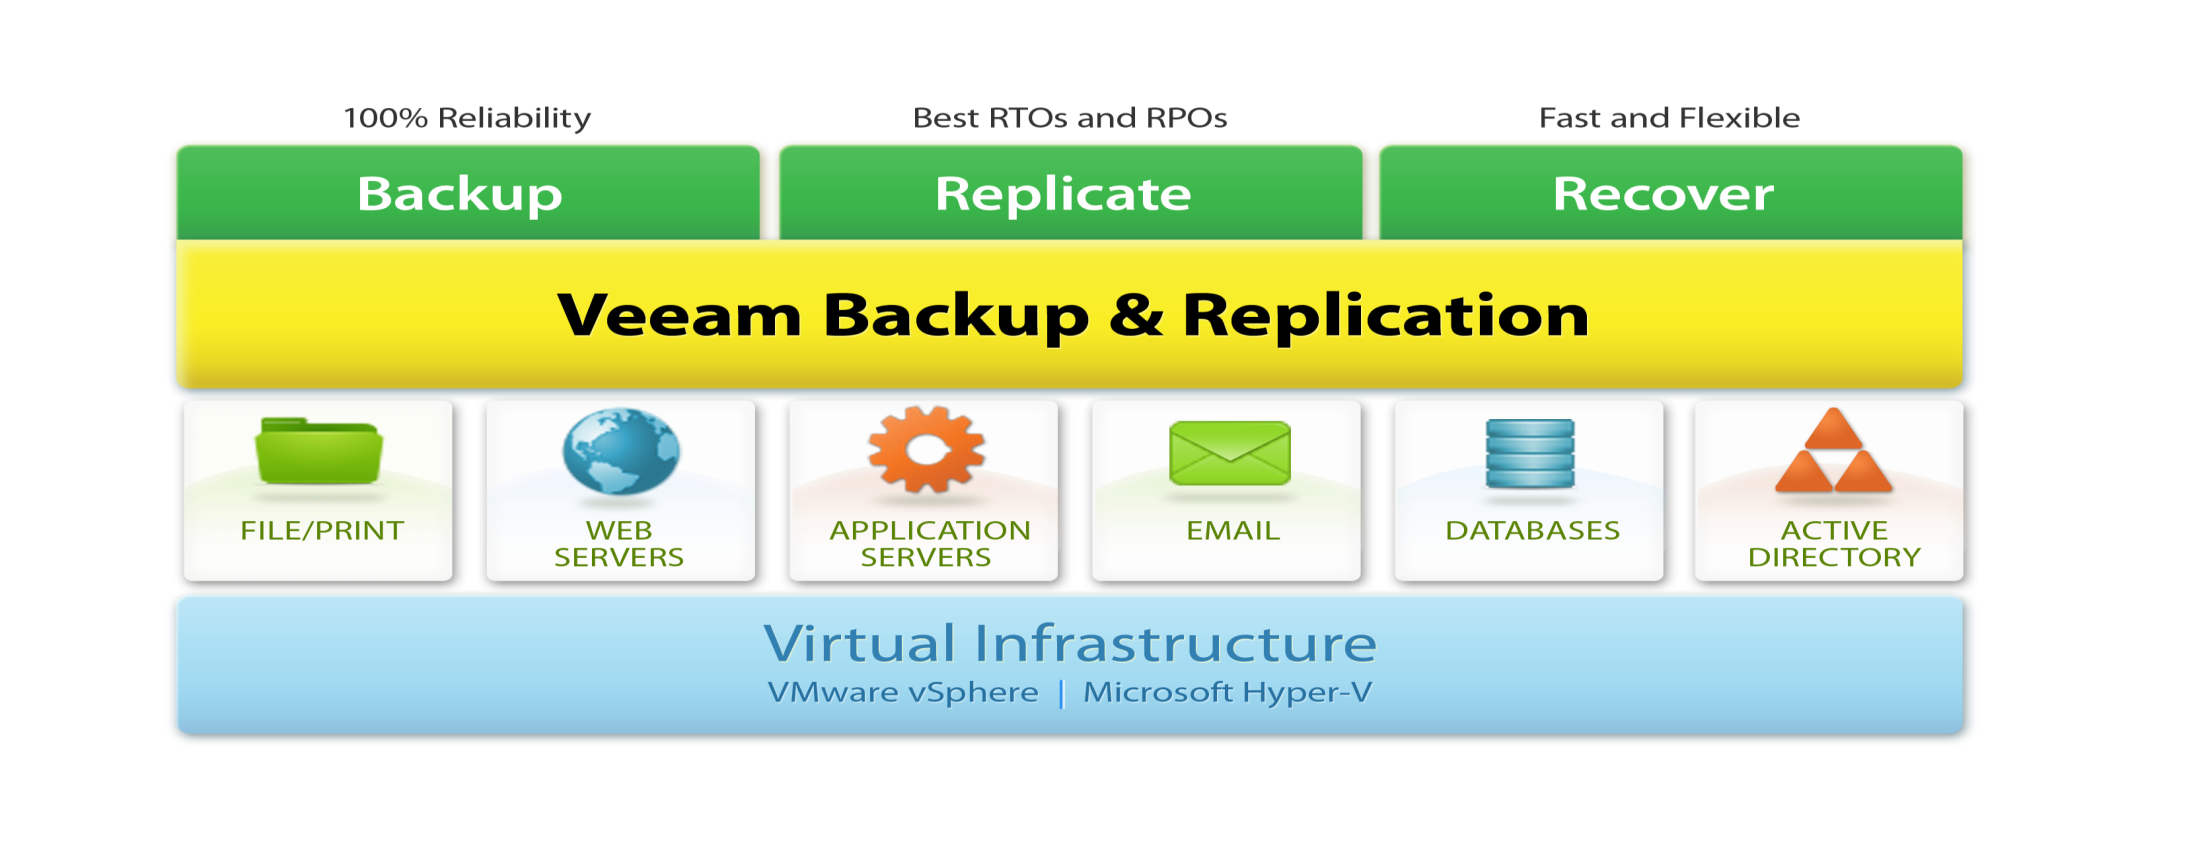 100% Reliability
Best RTOs and RPOs
Fast and Flexible
Backup
Replicate
Recover
Veeam Backup & Replication
FILE/PRINT
WEB
SERVERS
APPLICATION
SERVERS
EMAIL
DATABASES
ACTIVE
DIRECTORY
Virtual Infrastructure
VMware vSphere | Microsoft Hyper-V